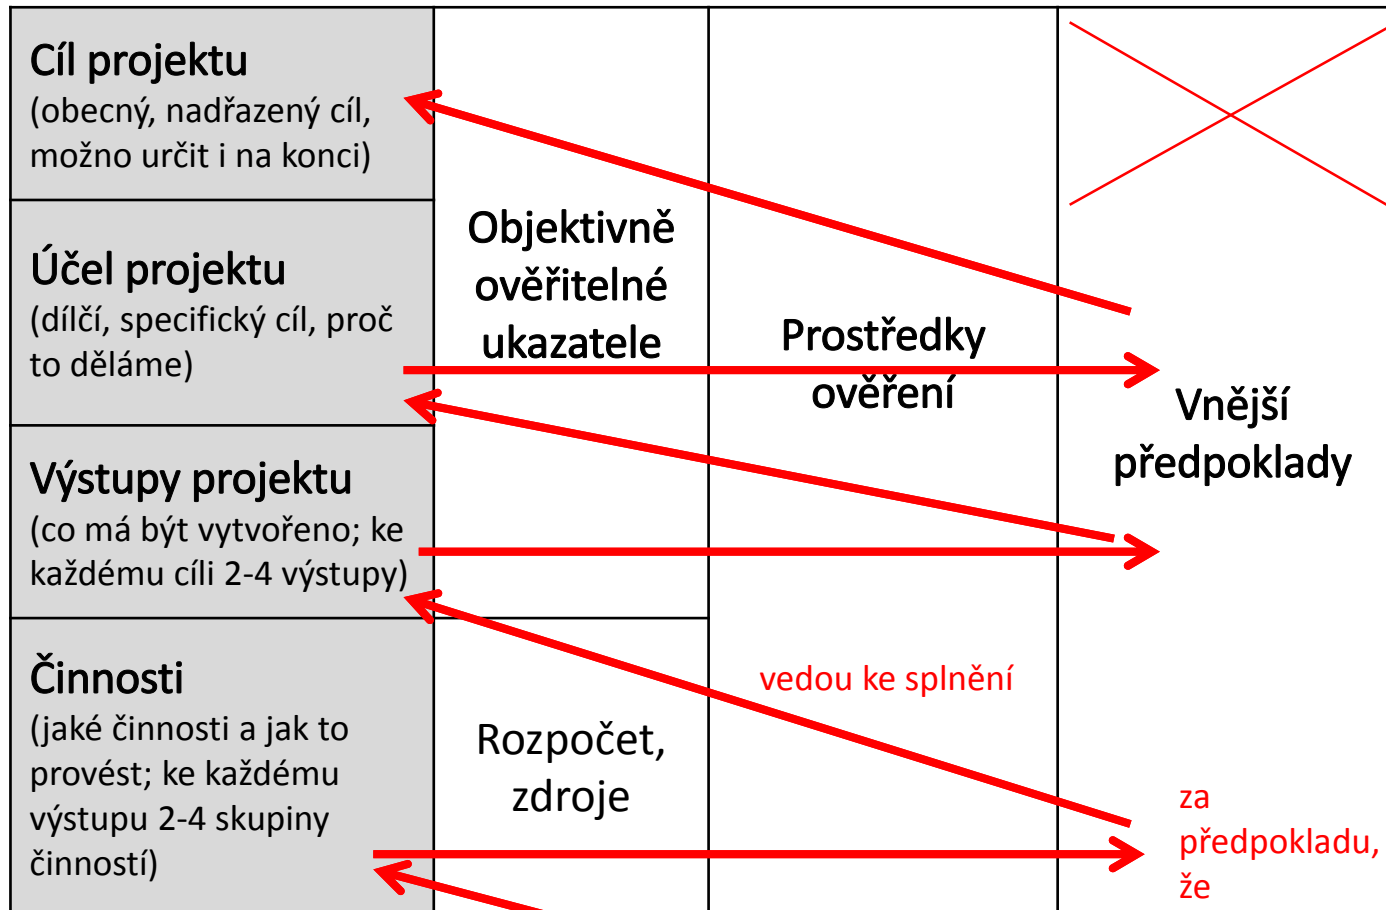 Cíl projektu
(obecný, nadřazený cíl,
možno určit i na konci)
Účel projektu
(dílčí, specifický cíl, proč
to děláme)
Výstupy projektu
(co má být vytvořeno; ke
každému cíli 2-4 výstupy)
Činnosti
(jaké činnosti a jak to
provést; ke každému
výstupu 2-4 skupiny
činností)
Objektivně
ověřitelné
ukazatele
Rozpočet,
zdroje
Prostředky
ověření
vedou ke splnění
Vnější
předpoklady
za
předpokladu,
že